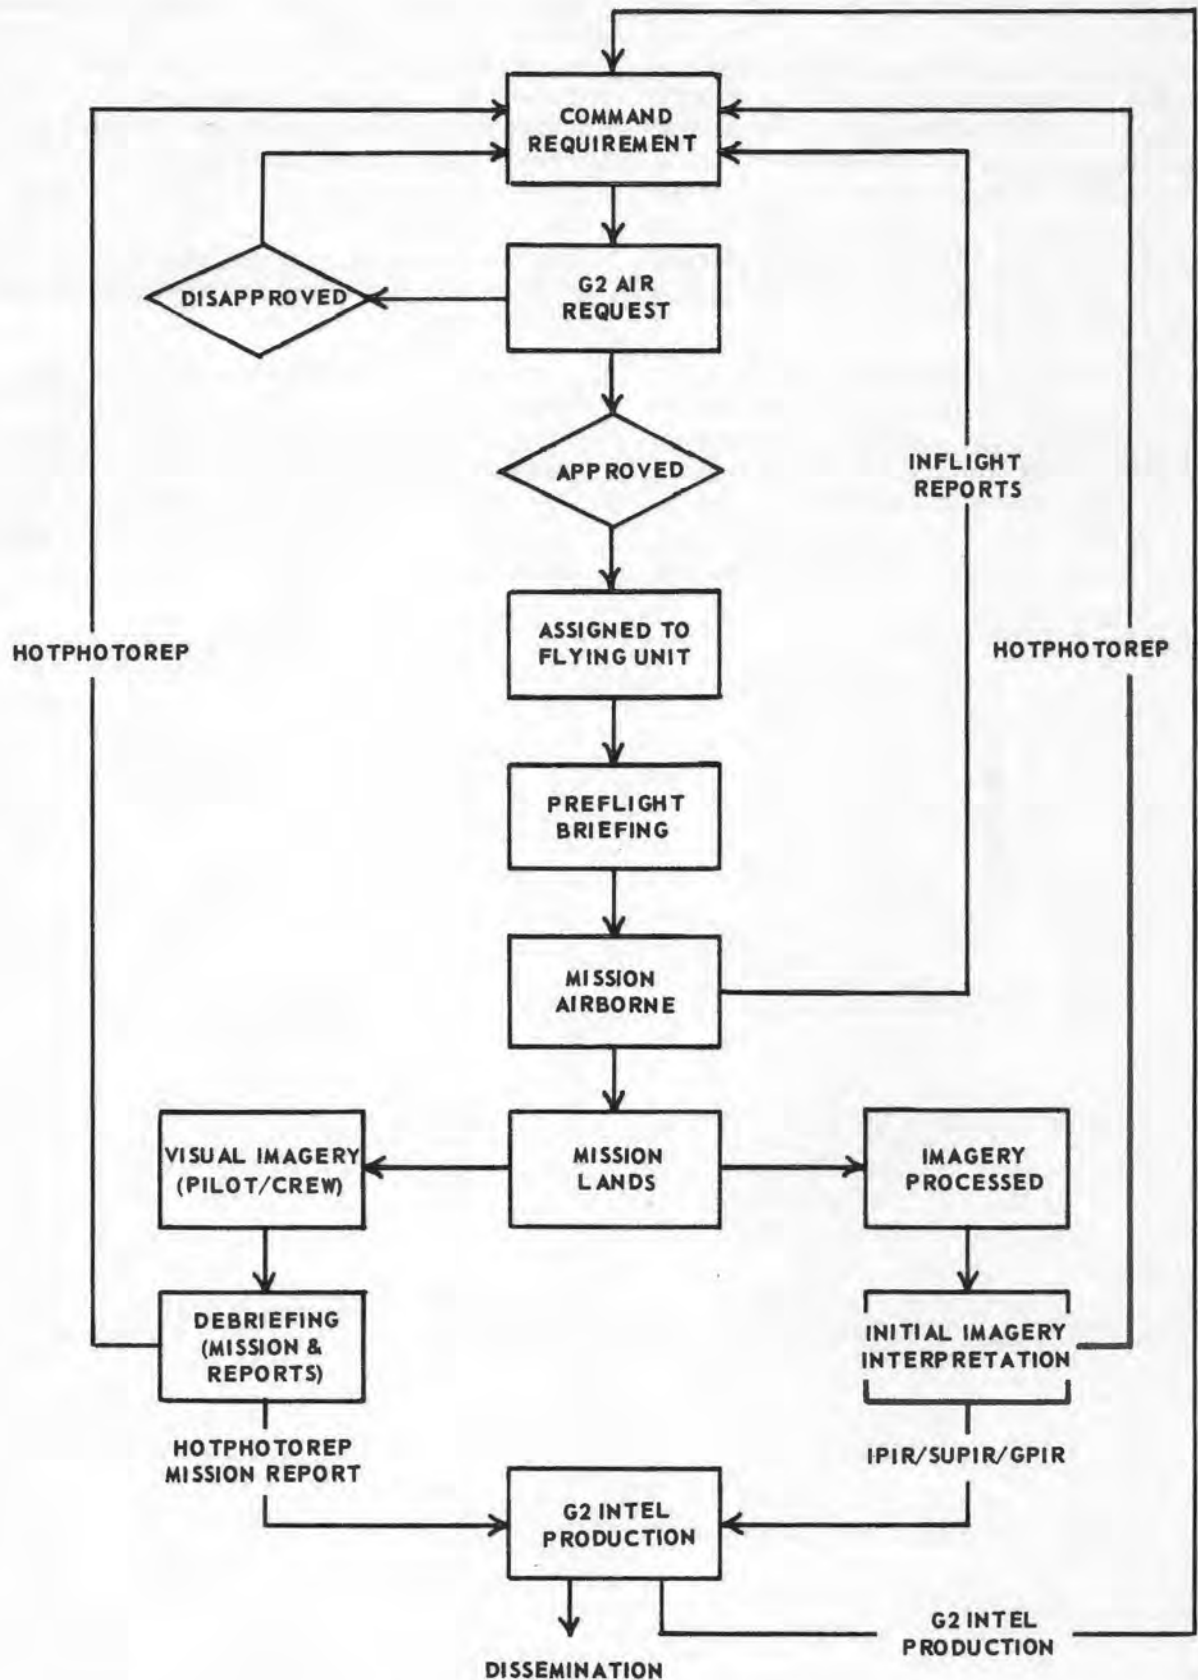 COMMAND
REQUIREMENT
DISAPPROVED
G2 AIR
REQUEST
APPROVED
INFLIGHT
REPORTS
ASSIGNED TO
FLYING UNIT
HOTPHOTOREP
HOTPHOTOREP
PREFLIGHT
BRIEFING
MISSION
AIRBORNE
VISUAL IMAGERY
(PILOT/CREW)
MISSION
LANDS
IMAGERY
PROCESSED
DEBRIEFING
(MISSION &
REPORTS)
INITIAL IMAGERY
INTERPRETATION
HOTPHOTOREP
MISSION REPORT
IPIR/SUPIR/GPIR
G2 INTEL
PRODUCTION
G2 INTEL
PRODUCTION
DISSEMINATION